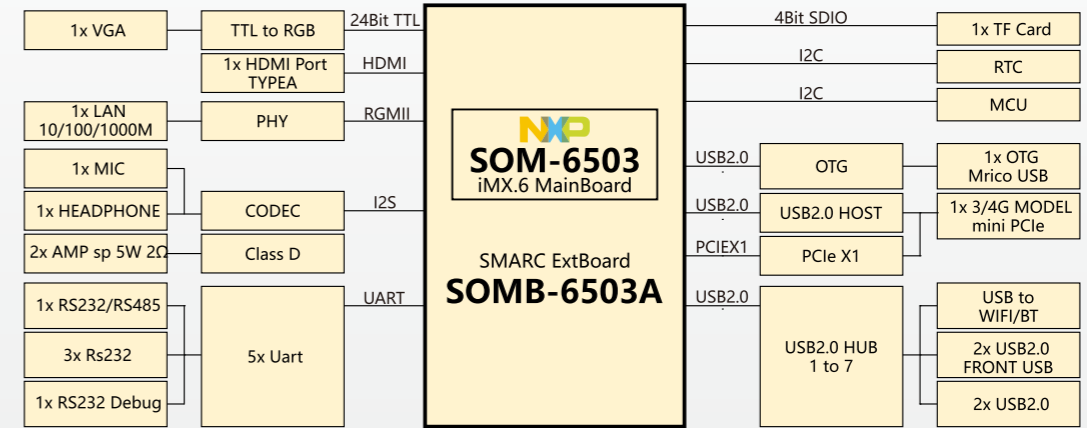 1x VGA
TTL to RGB
24Bit TTL
1x HDMI Port
TYPEA
HDMI
1x LAN
10/100/1000M
PHY
RGMII
1x MIC
1x HEADPHONE
CODEC
I2S
2x AMP sp 5W 2Ω
Class D
1x RS232/RS485
3x Rs232
1x RS232 Debug
5x Uart
UART
NXP
SOM-6503
iMX.6 MainBoard
SMARC ExtBoard
SOMB-6503A
4Bit SDIO
1x TF Card
I2C
RTC
I2C
MCU
USB2.0
OTG
1x OTG
Mrico USB
USB2.0
USB2.0 HOST
1x 3/4G MODEL
mini PCIe
PCIEX1
PCIe X1
USB2.0
USB2.0 HUB
1 to 7
USB to
WIFI/BT
2x USB2.0
FRONT USB
2x USB2.0